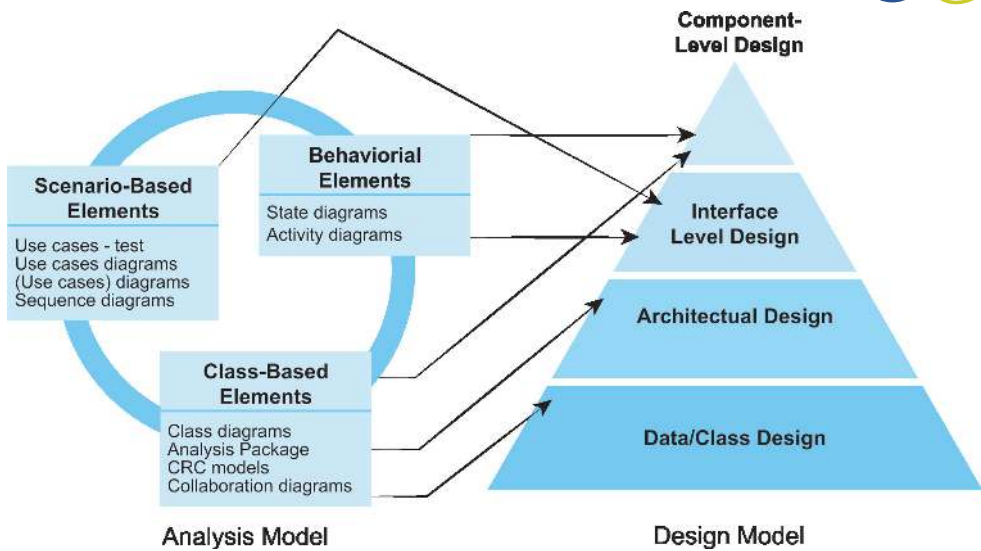 Component-
Level Design
Behaviorial
Elements
State diagrams
Activity diagrams
Scenario-Based
Elements
Use cases - test
Use cases diagrams
(Use cases) diagrams
Sequence diagrams
Interface
Level Design
Architectual Design
Class-Based
Elements
Class diagrams
Analysis Package
CRC models
Collaboration diagrams
Data/Class Design
Analysis Model
Design Model